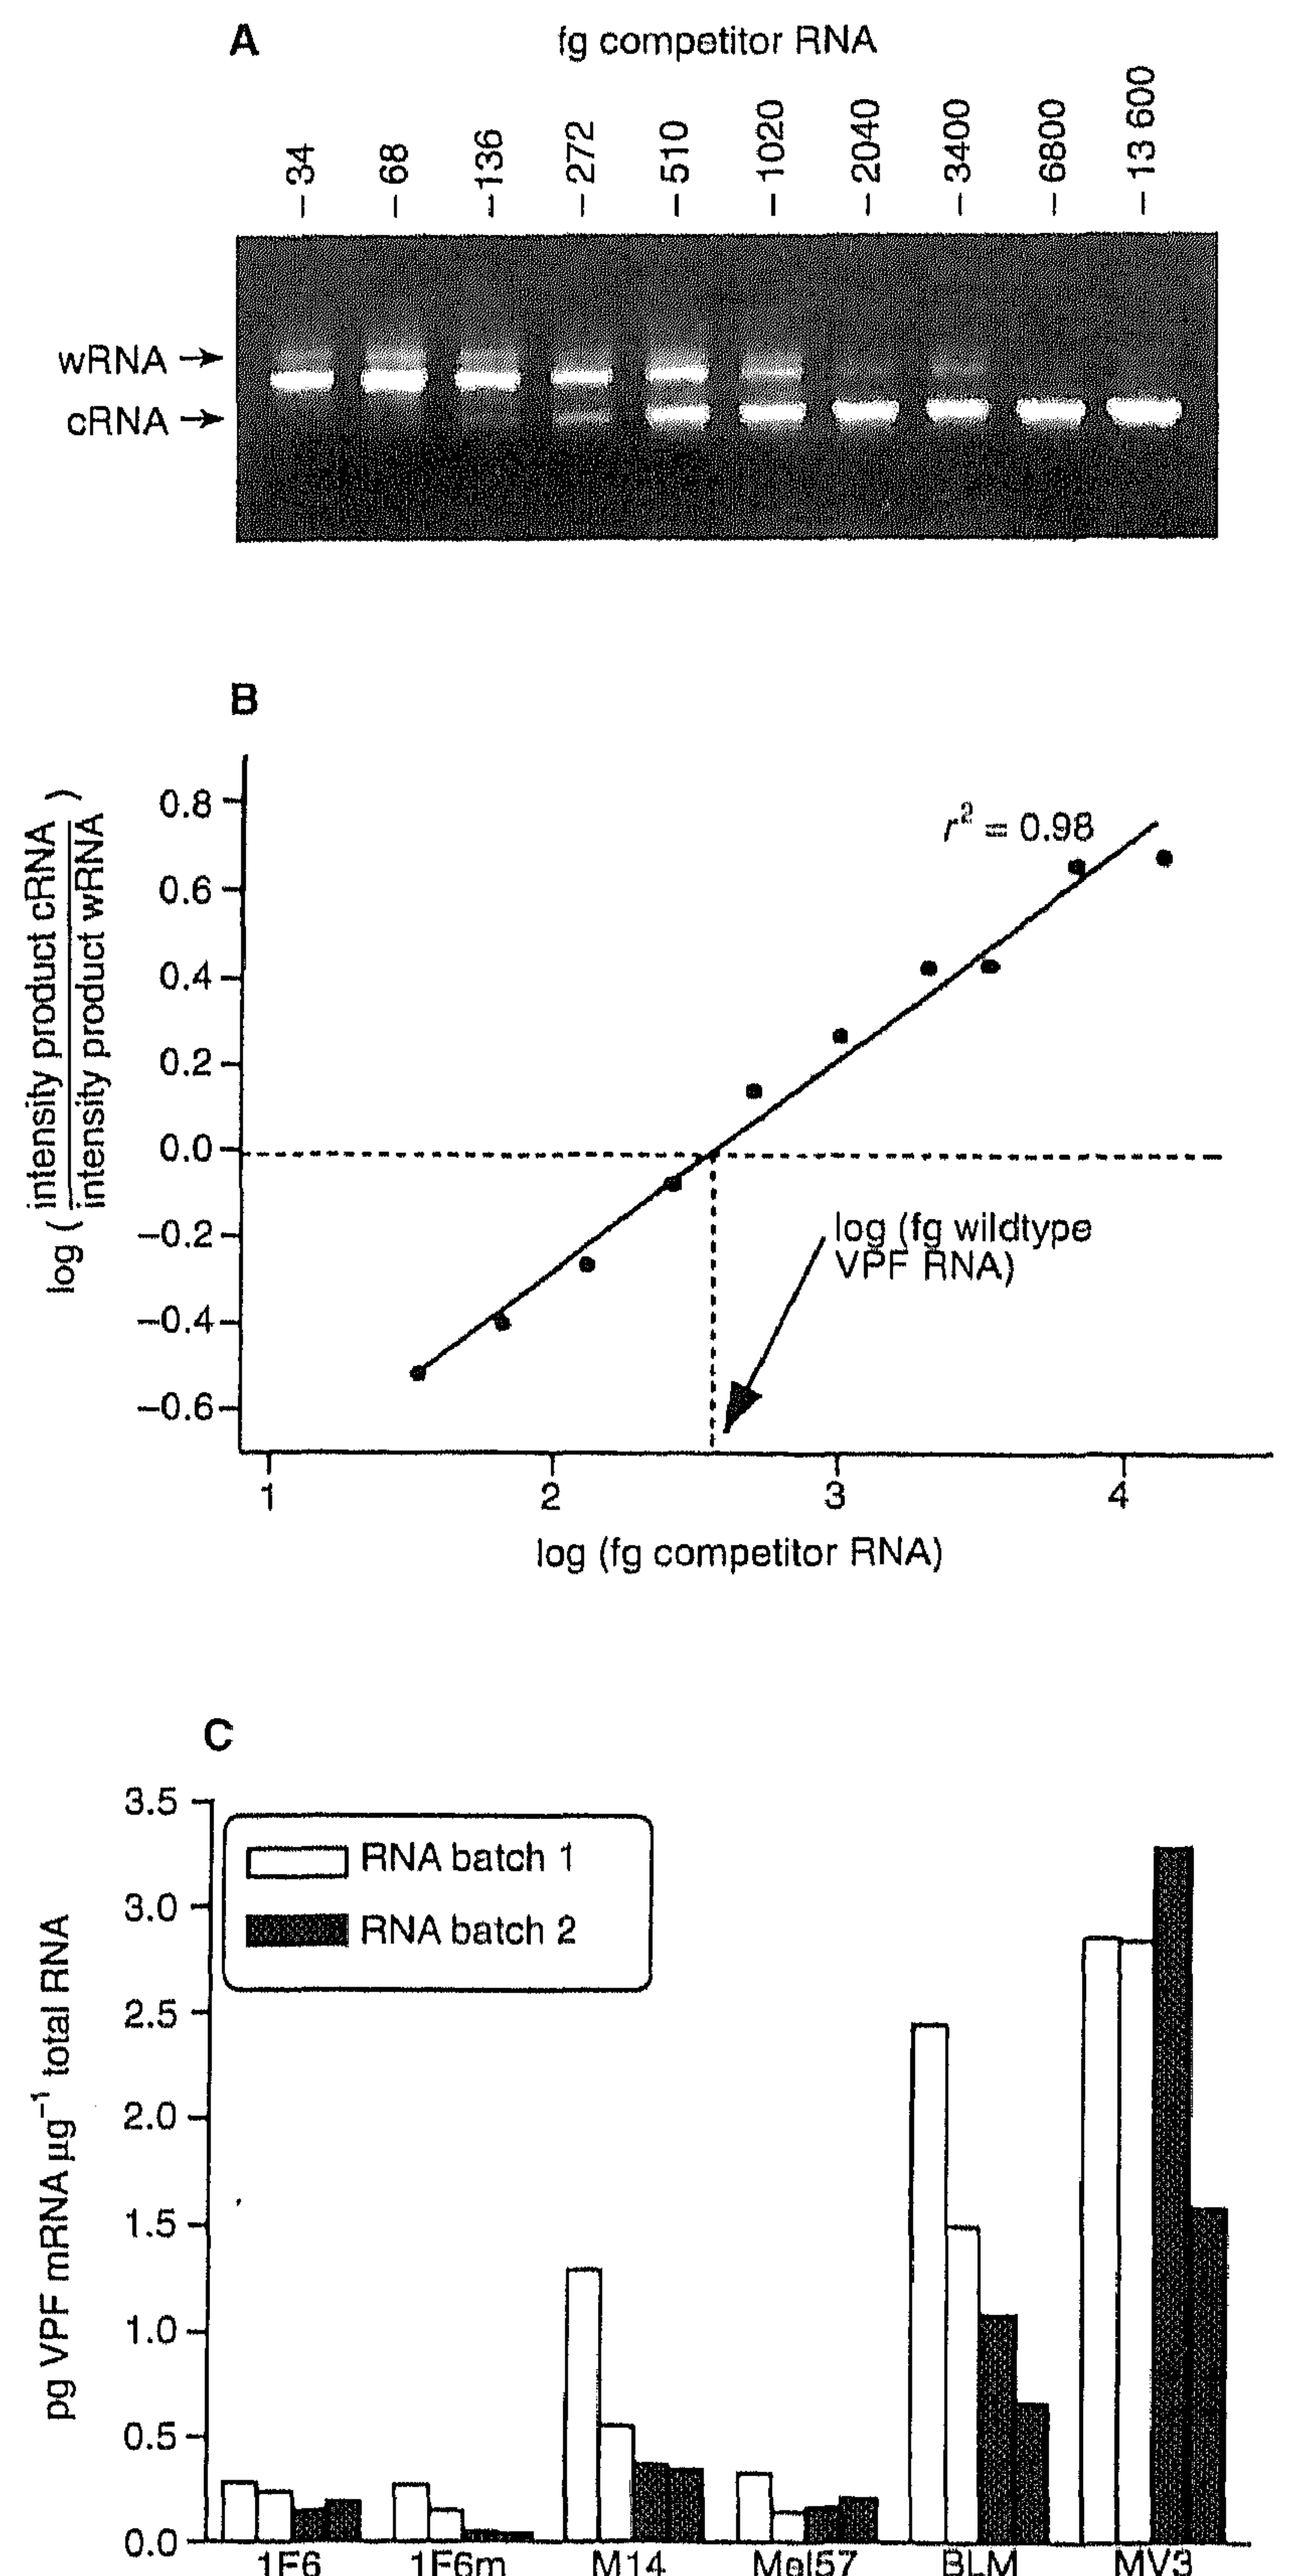 A
fg competitor RNA
– 34
– 68
– 136
– 272
– 510
– 1020
– 2040
– 3400
– 6800
– 13 600
wRNA →
cRNA →
B
0.8
0.6
0.4
0.2
0.0
–0.2
–0.4
–0.6
log ( intensity product cRNA
intensity product wRNA )
r² = 0.98
log (fg wildtype
VPF RNA)
1 2 3 4
log (fg competitor RNA)
C
3.5
3.0
2.5
2.0
1.5
1.0
0.5
0.0
pg VPF mRNA µg⁻¹ total RNA
RNA batch 1
RNA batch 2
1F6 1F6m M14 Mel57 BLM MV3